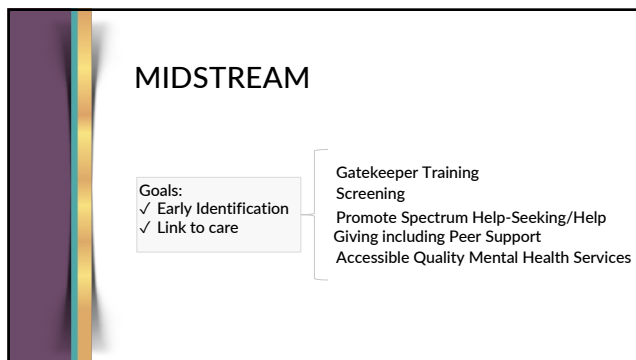 MIDSTREAM
Goals:
✓ Early Identification
✓ Link to care
Gatekeeper Training
Screening
Promote Spectrum Help-Seeking/Help
Giving including Peer Support
Accessible Quality Mental Health Services